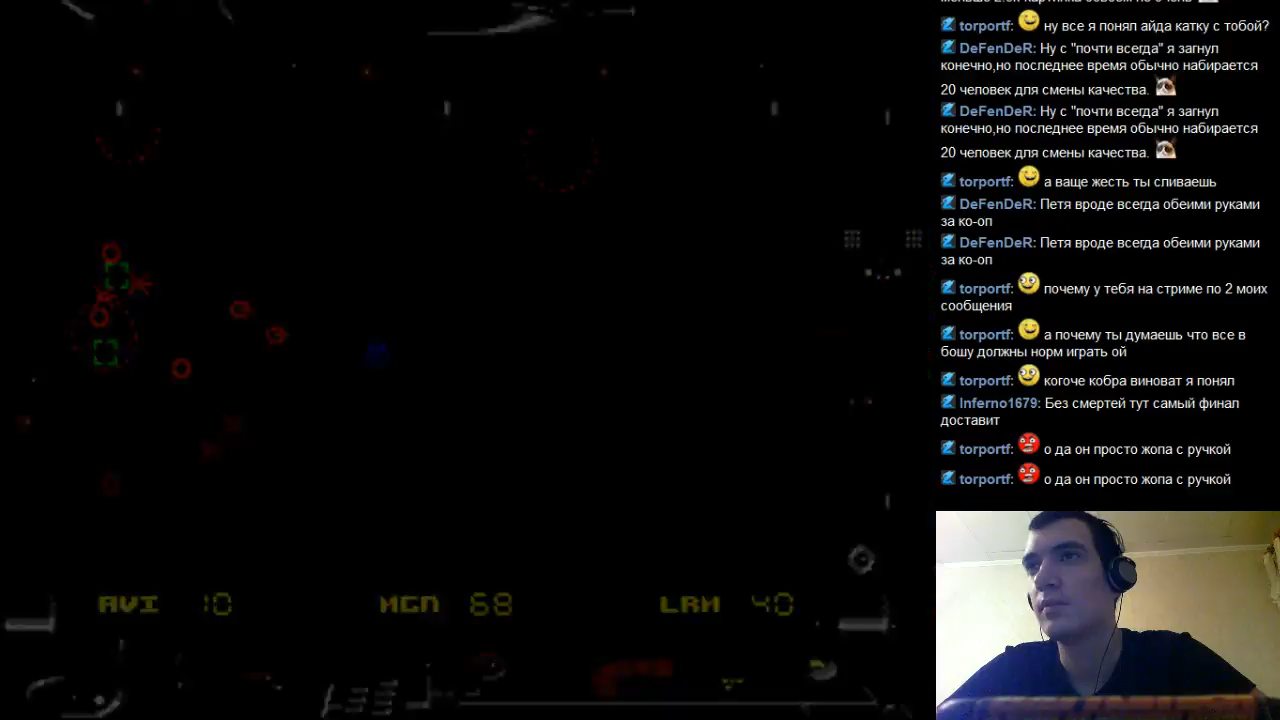 torportf: ну все я понял айда катку с тобой?
DeFenDeR: Ну с "почти всегда" я загнул
конечно,но последнее время обычно набирается
20 человек для смены качества.
DeFenDeR: Ну с "почти всегда" я загнул
конечно,но последнее время обычно набирается
20 человек для смены качества.
torportf: а ваще жесть ты сливаешь
DeFenDeR: Петя вроде всегда обеими руками
за ко-оп
DeFenDeR: Петя вроде всегда обеими руками
за ко-оп
torportf: почему у тебя на стриме по 2 моих
сообщения
torportf: а почему ты думаешь что все в
бошу должны норм играть ой
torportf: когоче кобра виноват я понял
Inferno1679: Без смертей тут самый финал
доставит
torportf: о да он просто жопа с ручкой
torportf: о да он просто жопа с ручкой
AVI 10 MGN 68 LRM 40